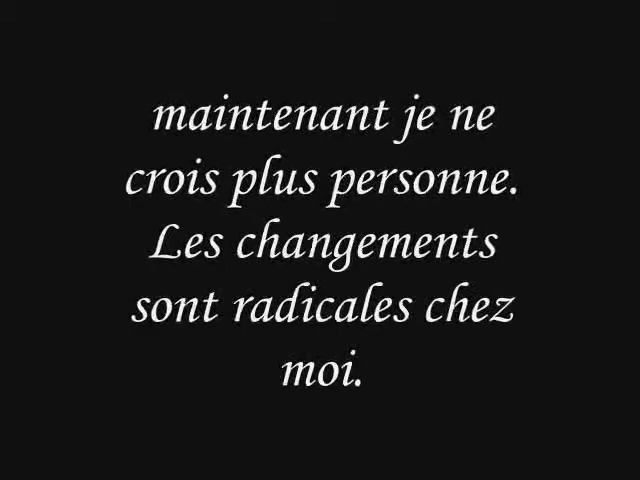 maintenant je ne
crois plus personne.
Les changements
sont radicales chez
moi.